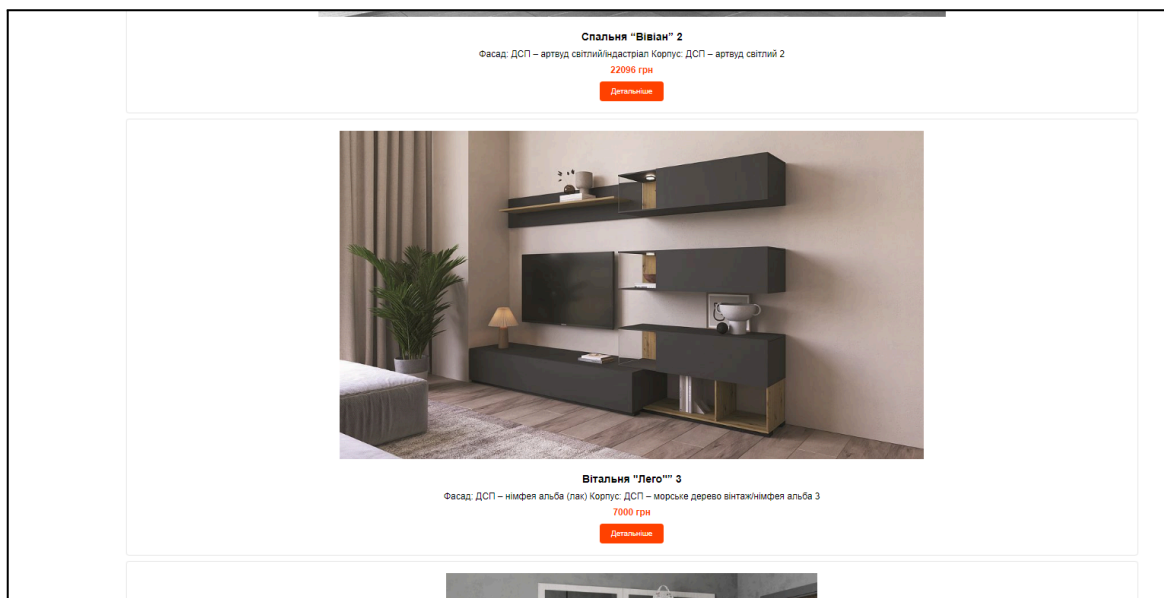 Спальня “Вівіан” 2
Фасад: ДСП – артвуд світлий/індастріал Корпус: ДСП – артвуд світлий 2
22096 грн
Детальніше
Вітальня "Лего"” 3
Фасад: ДСП – німфея альба (лак) Корпус: ДСП – морське дерево вінтаж/німфея альба 3
7000 грн
Детальніше